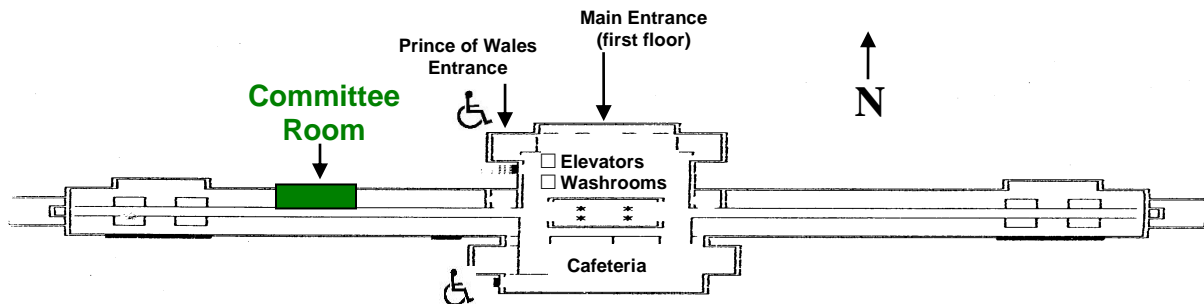 Main Entrance
(first floor)
Prince of Wales
Entrance
N
Committee
Room
Elevators
Washrooms
Cafeteria